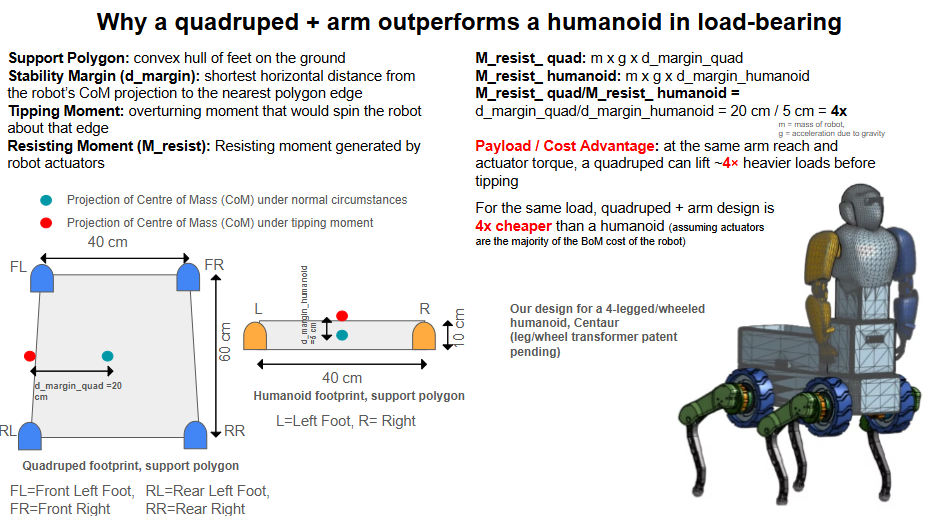 Why a quadruped + arm outperforms a humanoid in load-bearing
Support Polygon: convex hull of feet on the ground
Stability Margin (d_margin): shortest horizontal distance from
the robot's CoM projection to the nearest polygon edge
Tipping Moment: overturning moment that would spin the robot
about that edge
Resisting Moment (M_resist): Resisting moment generated by
robot actuators
M_resist_ quad: m x g x d_margin_quad
M_resist_ humanoid: m x g x d_margin_humanoid
M_resist_ quad/M_resist_ humanoid =
d_margin_quad/d_margin_humanoid = 20 cm / 5 cm = 4x
m = mass of robot,
g = acceleration due to gravity
Payload / Cost Advantage: at the same arm reach and
actuator torque, a quadruped can lift ~4× heavier loads before
tipping
For the same load, quadruped + arm design is
4x cheaper than a humanoid (assuming actuators
are the majority of the BoM cost of the robot)
Projection of Centre of Mass (CoM) under normal circumstances
Projection of Centre of Mass (CoM) under tipping moment
40 cm
FL
FR
60 cm
d_margin_quad =20
cm
RL
RR
Quadruped footprint, support polygon
FL=Front Left Foot, RL=Rear Left Foot,
FR=Front Right RR=Rear Right
d_margin_humanoid
=5 cm
L
R
10 cm
40 cm
Humanoid footprint, support polygon
L=Left Foot, R= Right
Our design for a 4-legged/wheeled
humanoid, Centaur
(leg/wheel transformer patent
pending)